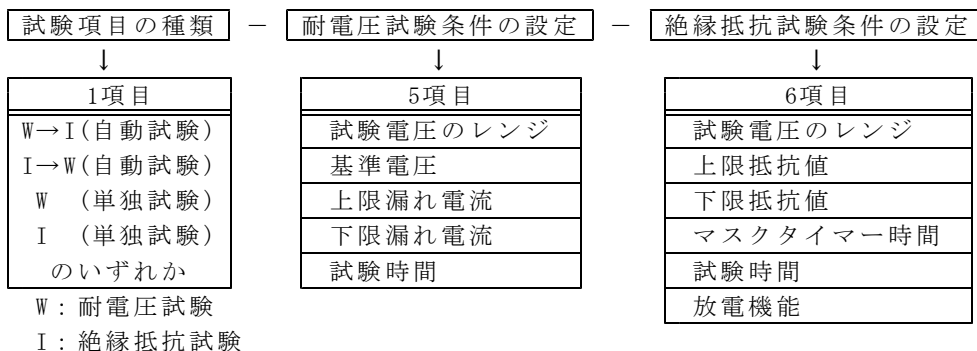 試験項目の種類 － 耐電圧試験条件の設定 － 絶縁抵抗試験条件の設定
↓ ↓ ↓
1項目 5項目 6項目
W→I(自動試験) 試験電圧のレンジ 試験電圧のレンジ
I→W(自動試験) 基準電圧 上限抵抗値
W (単独試験) 上限漏れ電流 下限抵抗値
I (単独試験) 下限漏れ電流 マスクタイマー時間
のいずれか 試験時間 試験時間
W：耐電圧試験 放電機能
I：絶縁抵抗試験